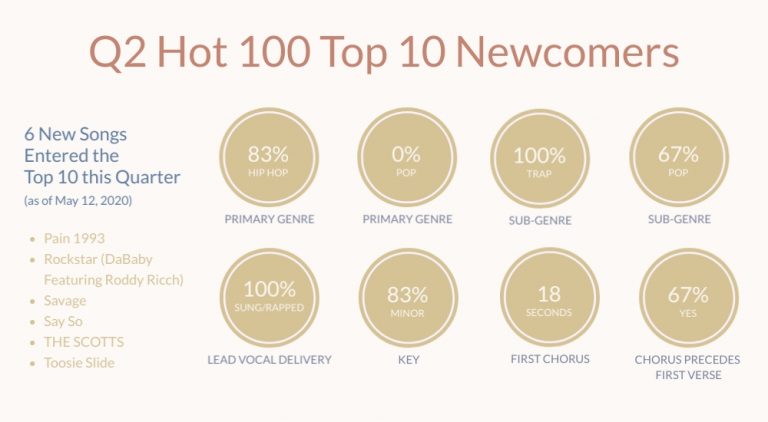 Q2 Hot 100 Top 10 Newcomers
6 New Songs
Entered the
Top 10 this Quarter
(as of May 12, 2020)
• Pain 1993
• Rockstar (DaBaby
Featuring Roddy Ricch)
• Savage
• Say So
• THE SCOTTS
• Toosie Slide
83%
HIP HOP
PRIMARY GENRE
0%
POP
PRIMARY GENRE
100%
TRAP
SUB-GENRE
67%
POP
SUB-GENRE
100%
SUNG/RAPPED
LEAD VOCAL DELIVERY
83%
MINOR
KEY
18
SECONDS
FIRST CHORUS
67%
YES
CHORUS PRECEDES
FIRST VERSE